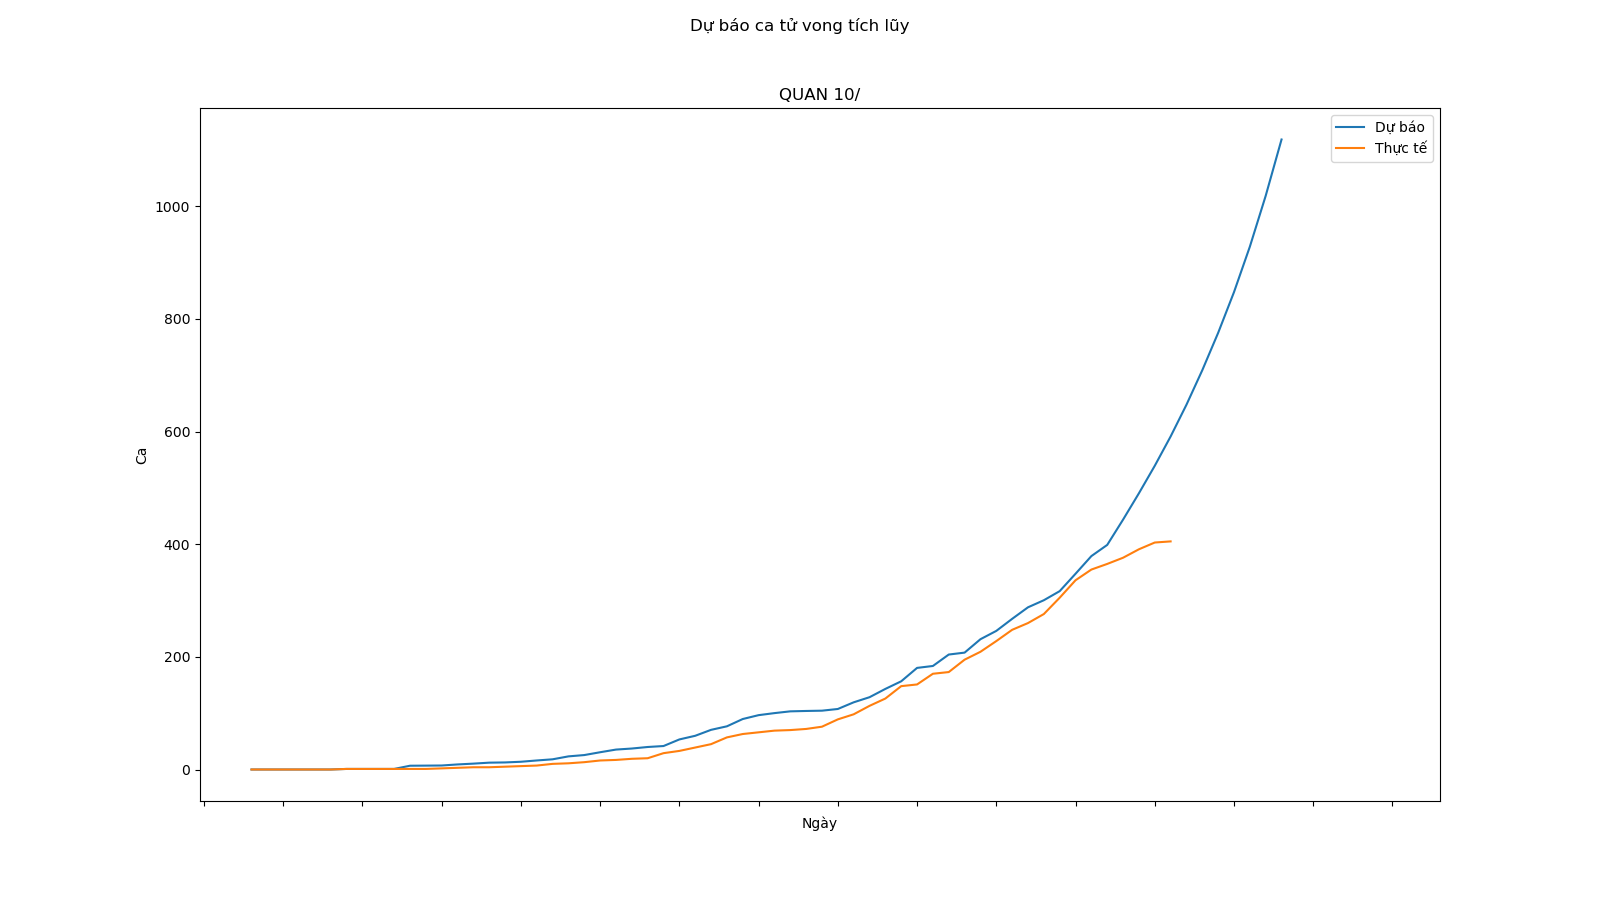 Dự báo ca tử vong tích lũy
QUAN 10/
Dự báo
Thực tế
1000
800
600
400
200
0
Ca
Ngày